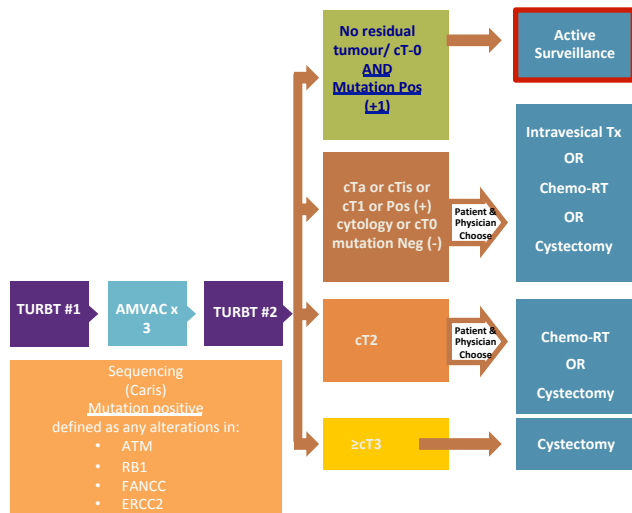 No residual
tumour/ cT-0
AND
Mutation Pos
(+1)
Active
Surveillance
cTa or cTis or
cT1 or Pos (+)
cytology or cT0
mutation Neg (-)
Patient &
Physician
Choose
Intravesical Tx
OR
Chemo-RT
OR
Cystectomy
TURBT #1
AMVAC x
3
TURBT #2
cT2
Patient &
Physician
Choose
Chemo-RT
OR
Cystectomy
Sequencing
(Caris)
Mutation positive
defined as any alterations in:
• ATM
• RB1
• FANCC
• ERCC2
≥cT3
Cystectomy